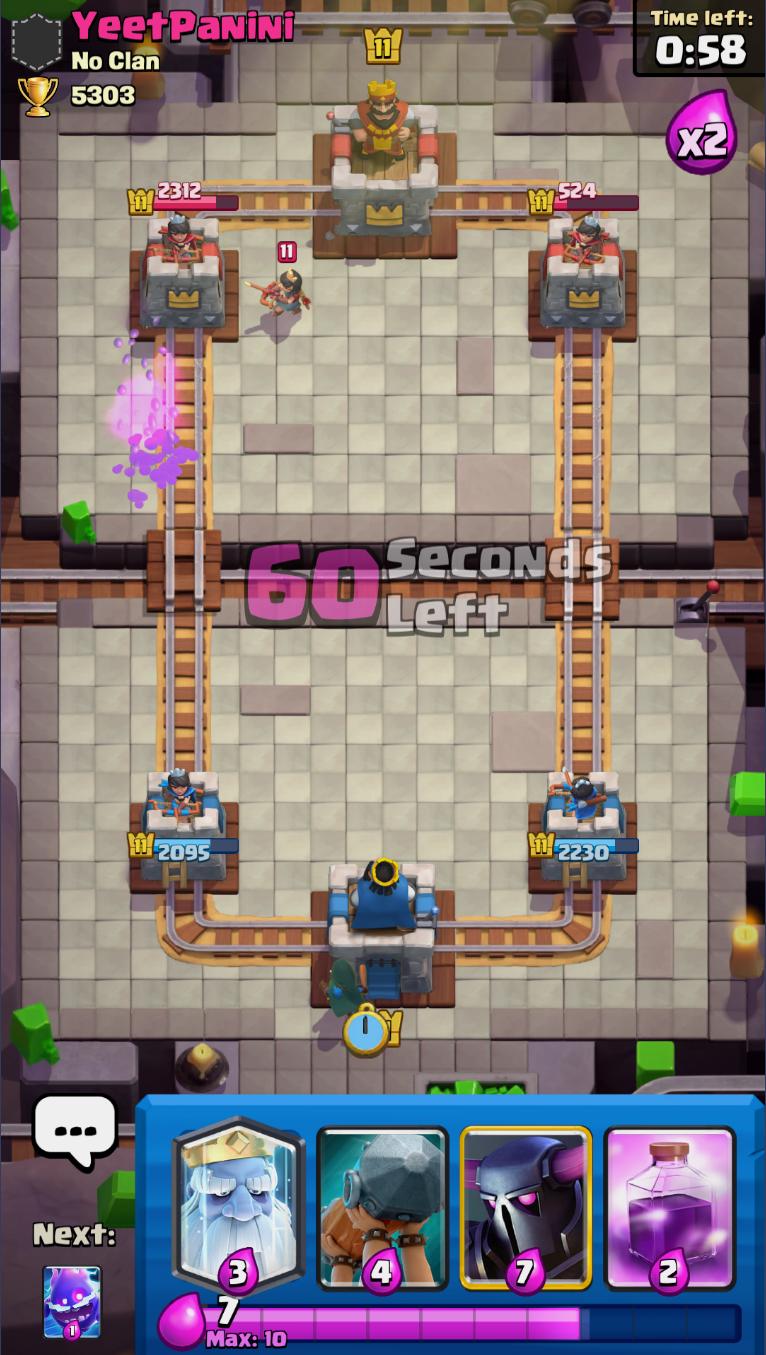 YeetPanini
No Clan
5303
Time left:
0:58
x2
11
11
2312
11
524
11
60 Seconds
Left
11
2095
11
2230
...
3
4
7
2
Next:
1
7
Max: 10